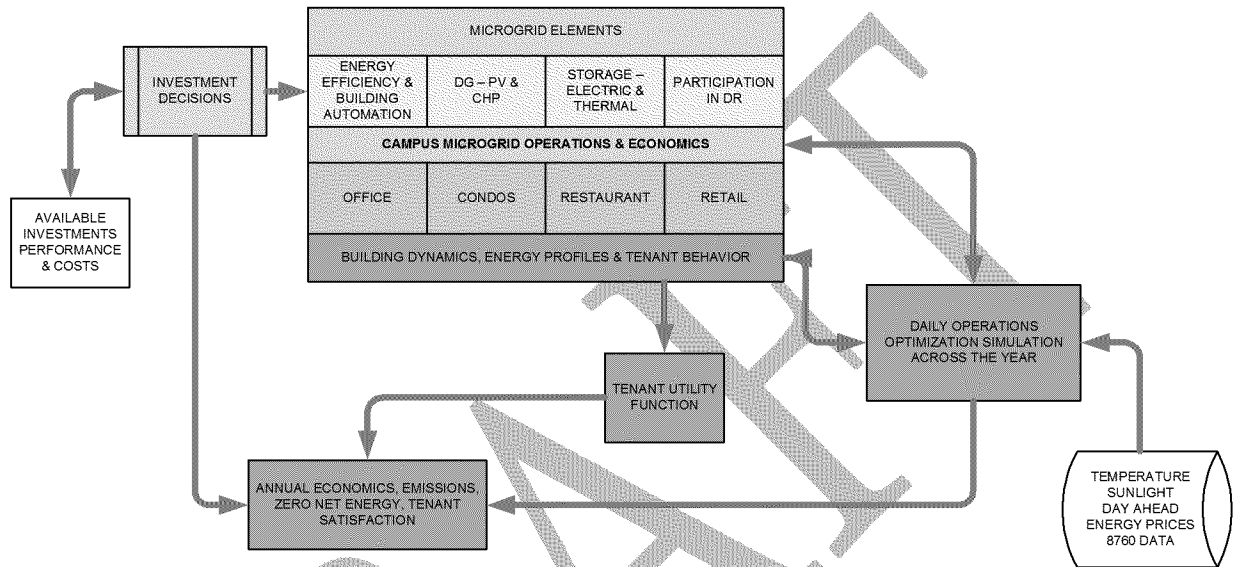 MICROGRID ELEMENTS
INVESTMENT
DECISIONS
ENERGY
EFFICIENCY &
BUILDING
AUTOMATION
DG – PV &
CHP
STORAGE –
ELECTRIC &
THERMAL
PARTICIPATION
IN DR
CAMPUS MICROGRID OPERATIONS & ECONOMICS
OFFICE
CONDOS
RESTAURANT
RETAIL
BUILDING DYNAMICS, ENERGY PROFILES & TENANT BEHAVIOR
AVAILABLE
INVESTMENTS
PERFORMANCE
& COSTS
DAILY OPERATIONS
OPTIMIZATION SIMULATION
ACROSS THE YEAR
TENANT UTILITY
FUNCTION
ANNUAL ECONOMICS, EMISSIONS,
ZERO NET ENERGY, TENANT
SATISFACTION
TEMPERATURE
SUNLIGHT
DAY AHEAD
ENERGY PRICES
8760 DATA